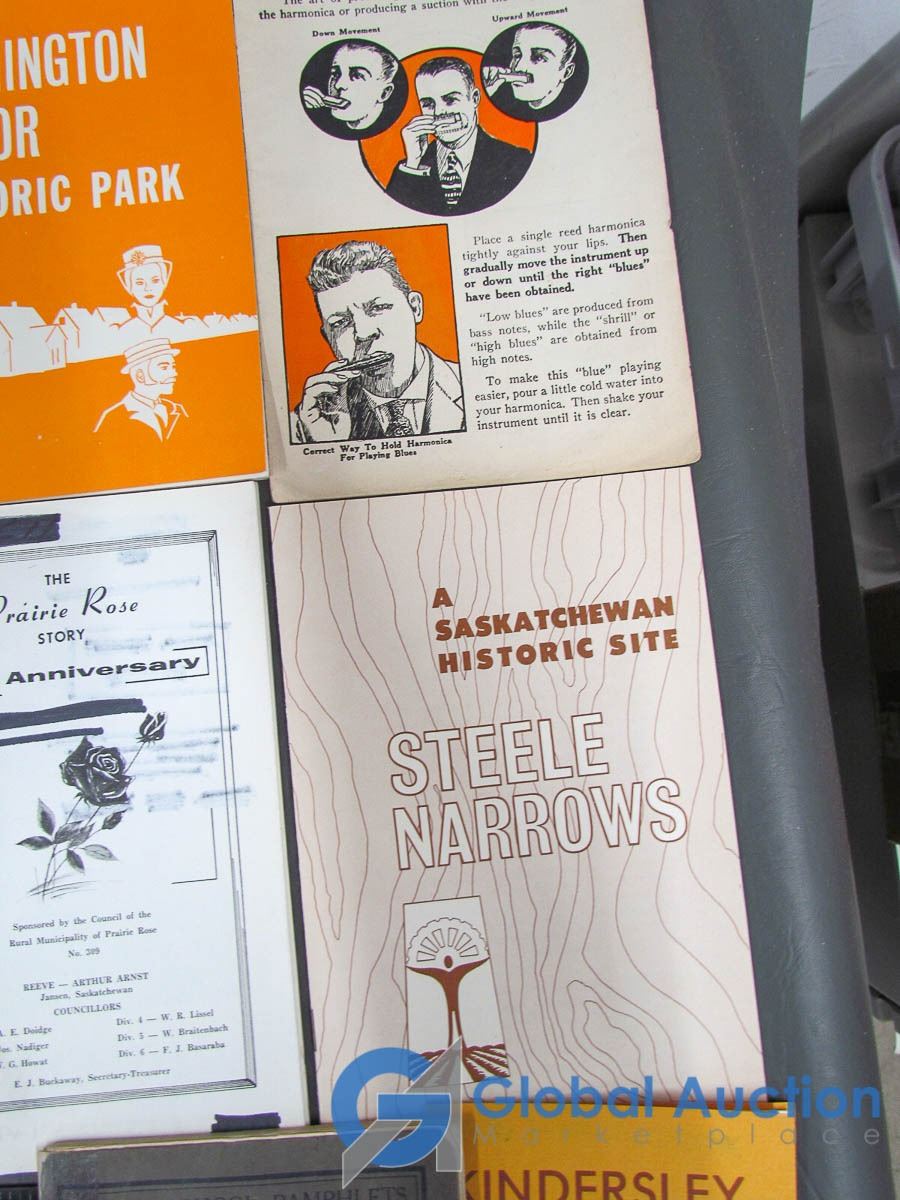 INGTON
OR
ORIC PARK
the harmonica or producing a suction with the
Down Movement
Upward Movement
Place a single reed harmonica
tightly against your lips. Then
gradually move the instrument up
or down until the right "blues"
have been obtained.
"Low blues" are produced from
bass notes, while the "shrill" or
"high blues" are obtained from
high notes.
To make this "blue" playing
easier, pour a little cold water into
your harmonica. Then shake your
instrument until it is clear.
Correct Way To Hold Harmonica
For Playing Blues
THE
Prairie Rose
STORY
Anniversary
Sponsored by the Council of the
Rural Municipality of Prairie Rose
No. 309
REEVE — ARTHUR ARNST
Jansen, Saskatchewan
COUNCILLORS
A. E. Doidge
Div. 4 — W. R. Lissel
Jos. Nadiger
Div. 5 — W. Braitenbach
G. Howat
Div. 6 — F. J. Basaraba
E. J. Buckaway, Secretary-Treasurer
A
SASKATCHEWAN
HISTORIC SITE
STEELE
NARROWS
Global Auction
Marketplace
PAMPHLETS
KINDERSLEY